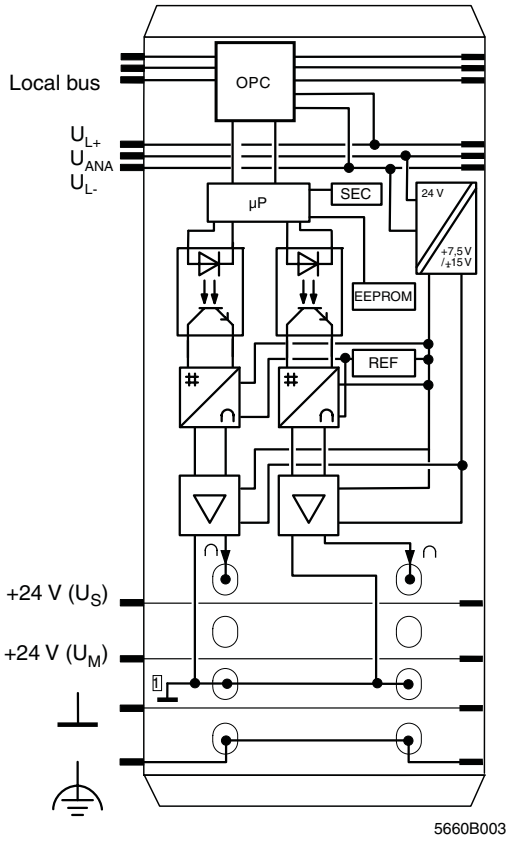 OPC
Local bus
U_L+
U_ANA
U_L-
24 V
SEC
µP
+7,5 V
/±15 V
EEPROM
REF
#
#
∩
∩
∩
∩
+24 V (U_S)
+24 V (U_M)
1
5660B003